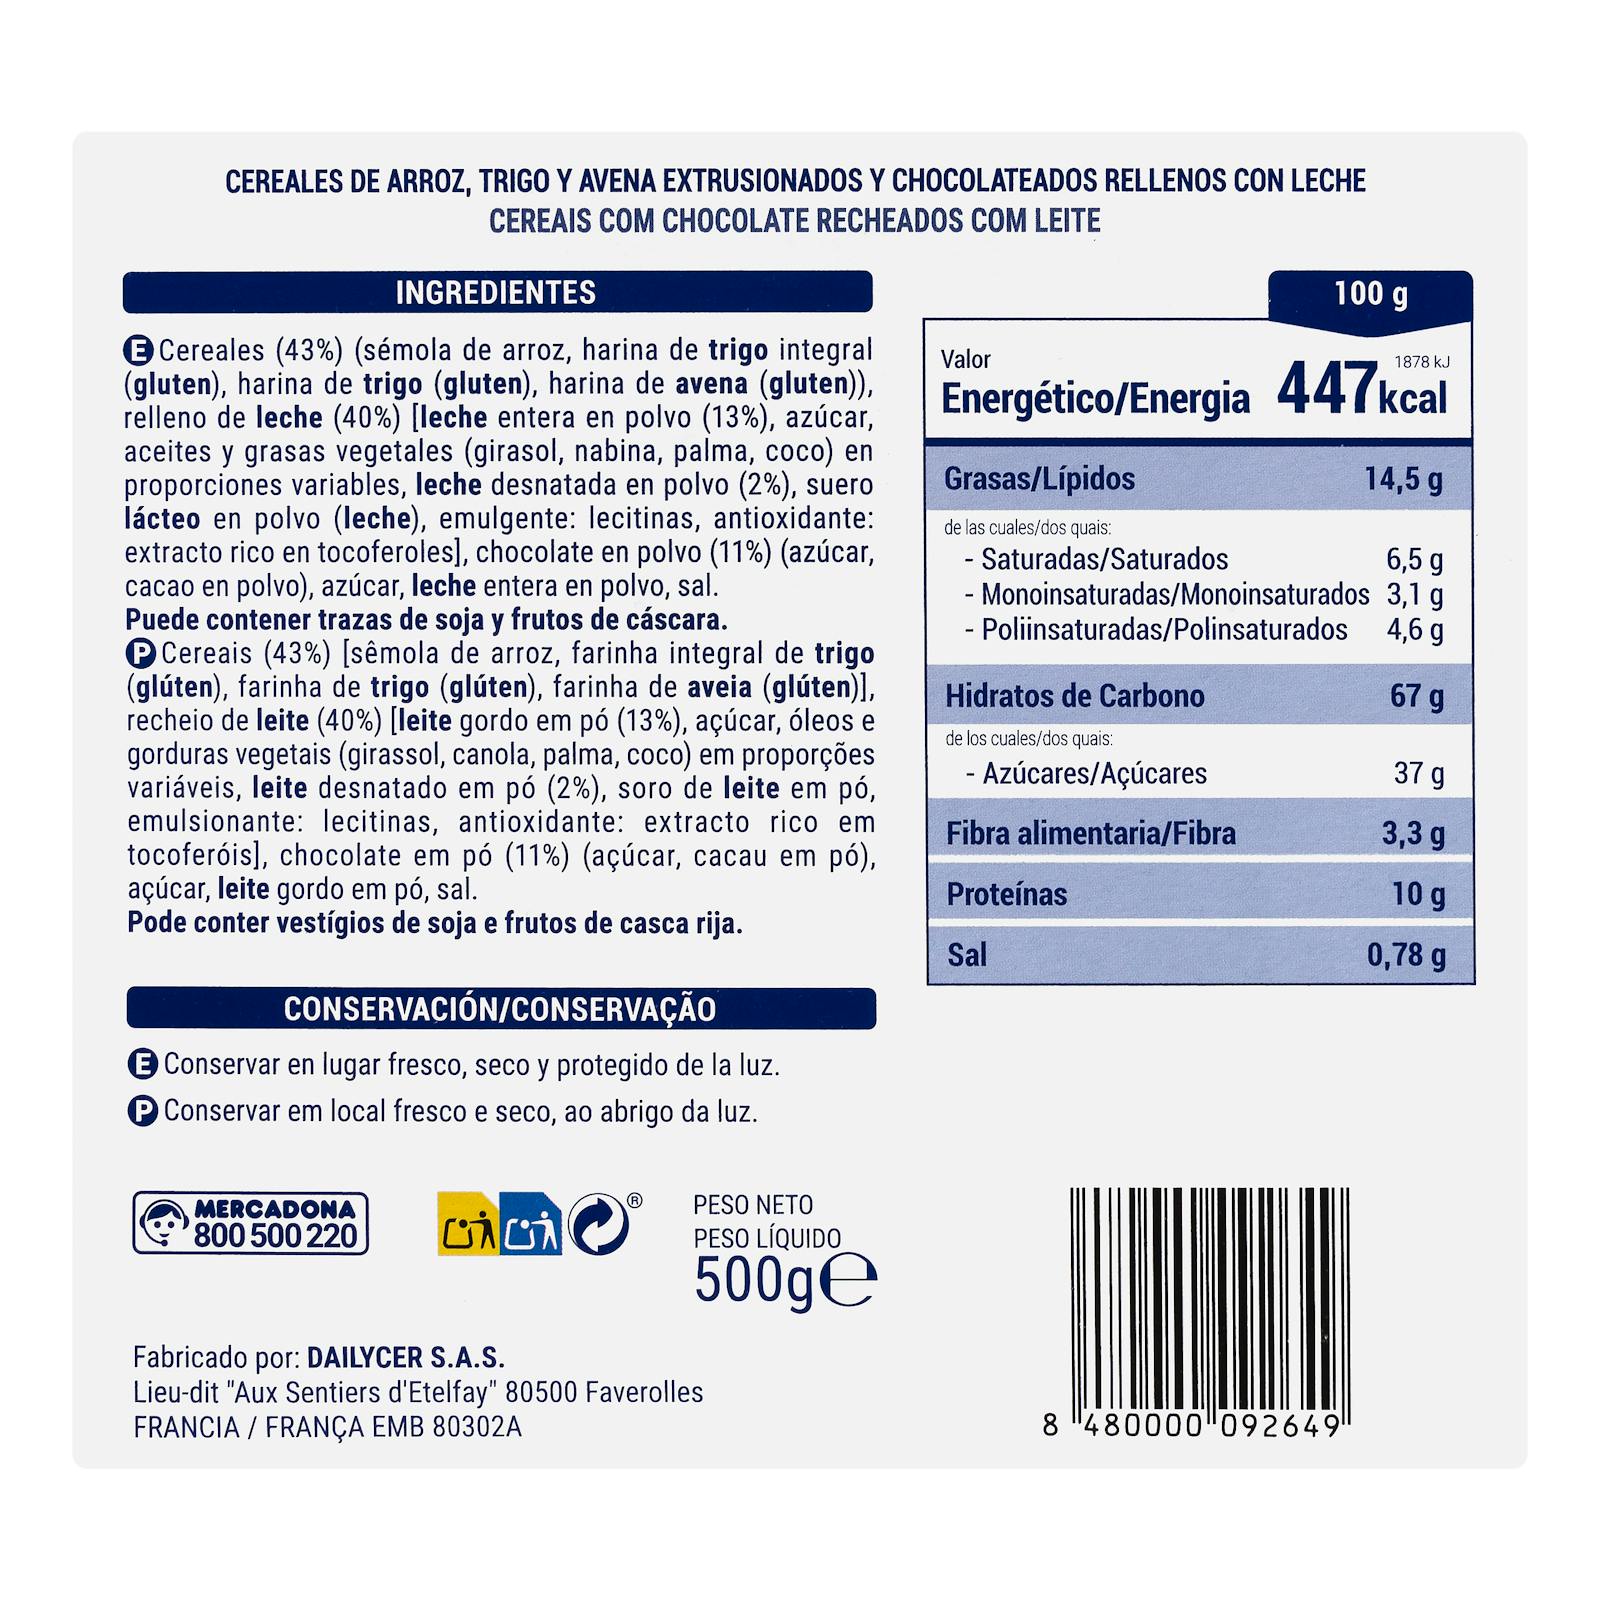 CEREALES DE ARROZ, TRIGO Y AVENA EXTRUSIONADOS Y CHOCOLATEADOS RELLENOS CON LECHE
CEREAIS COM CHOCOLATE RECHEADOS COM LEITE
INGREDIENTES
E Cereales (43%) (sémola de arroz, harina de trigo integral
(gluten), harina de trigo (gluten), harina de avena (gluten)),
relleno de leche (40%) [leche entera en polvo (13%), azúcar,
aceites y grasas vegetales (girasol, nabina, palma, coco) en
proporciones variables, leche desnatada en polvo (2%), suero
lácteo en polvo (leche), emulgente: lecitinas, antioxidante:
extracto rico en tocoferoles], chocolate en polvo (11%) (azúcar,
cacao en polvo), azúcar, leche entera en polvo, sal.
Puede contener trazas de soja y frutos de cáscara.
P Cereais (43%) [sêmola de arroz, farinha integral de trigo
(glúten), farinha de trigo (glúten), farinha de aveia (glúten)],
recheio de leite (40%) [leite gordo em pó (13%), açúcar, óleos e
gorduras vegetais (girassol, canola, palma, coco) em proporções
variáveis, leite desnatado em pó (2%), soro de leite em pó,
emulsionante: lecitinas, antioxidante: extracto rico em
tocoferóis], chocolate em pó (11%) (açúcar, cacau em pó),
açúcar, leite gordo em pó, sal.
Pode conter vestígios de soja e frutos de casca rija.
CONSERVACIÓN/CONSERVAÇÃO
E Conservar en lugar fresco, seco y protegido de la luz.
P Conservar em local fresco e seco, ao abrigo da luz.
100 g
Valor 1878 kJ
Energético/Energia 447 kcal
Grasas/Lípidos 14,5 g
de las cuales/dos quais:
- Saturadas/Saturados 6,5 g
- Monoinsaturadas/Monoinsaturados 3,1 g
- Poliinsaturadas/Polinsaturados 4,6 g
Hidratos de Carbono 67 g
de los cuales/dos quais:
- Azúcares/Açúcares 37 g
Fibra alimentaria/Fibra 3,3 g
Proteínas 10 g
Sal 0,78 g
MERCADONA
800 500 220
®
PESO NETO
PESO LÍQUIDO
500g e
Fabricado por: DAILYCER S.A.S.
Lieu-dit "Aux Sentiers d'Etelfay" 80500 Faverolles
FRANCIA / FRANÇA EMB 80302A
8 480000 092649